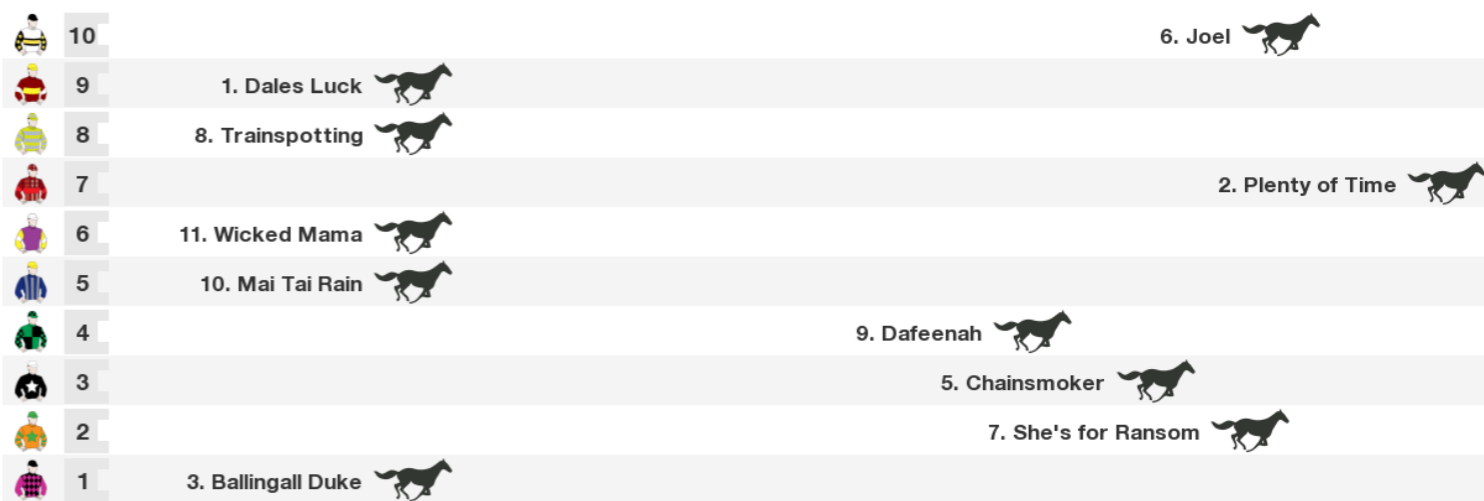 10 6. Joel
9 1. Dales Luck
8 8. Trainspotting
7 2. Plenty of Time
6 11. Wicked Mama
5 10. Mai Tai Rain
4 9. Dafeenah
3 5. Chainsmoker
2 7. She's for Ransom
1 3. Ballingall Duke